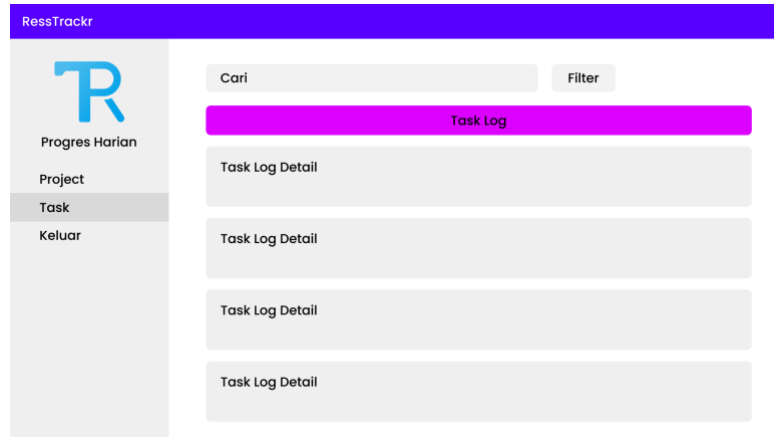 RessTrackr
TR
Progres Harian
Project
Task
Keluar
Cari
Filter
Task Log
Task Log Detail
Task Log Detail
Task Log Detail
Task Log Detail